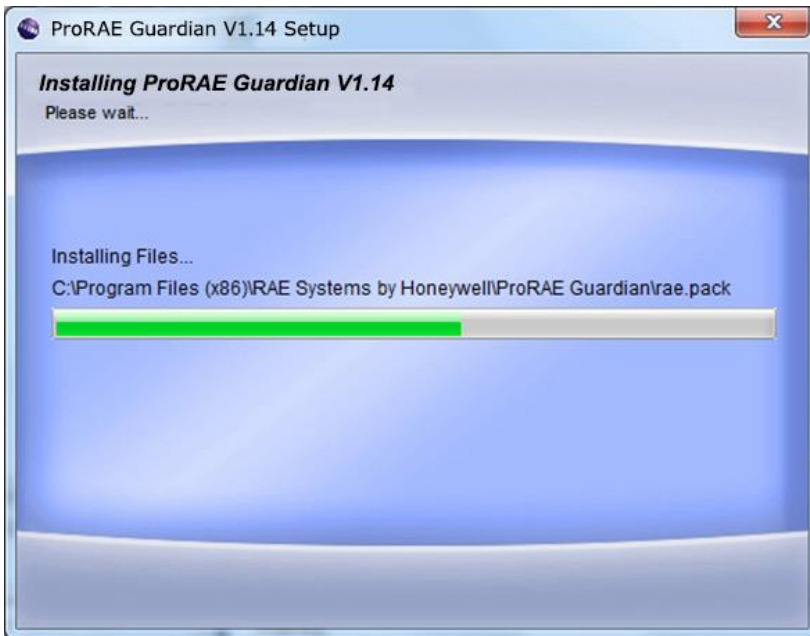 ProRAE Guardian V1.14 Setup
Installing ProRAE Guardian V1.14
Please wait...
Installing Files...
C:\Program Files (x86)\RAE Systems by Honeywell\ProRAE Guardian\rae.pack